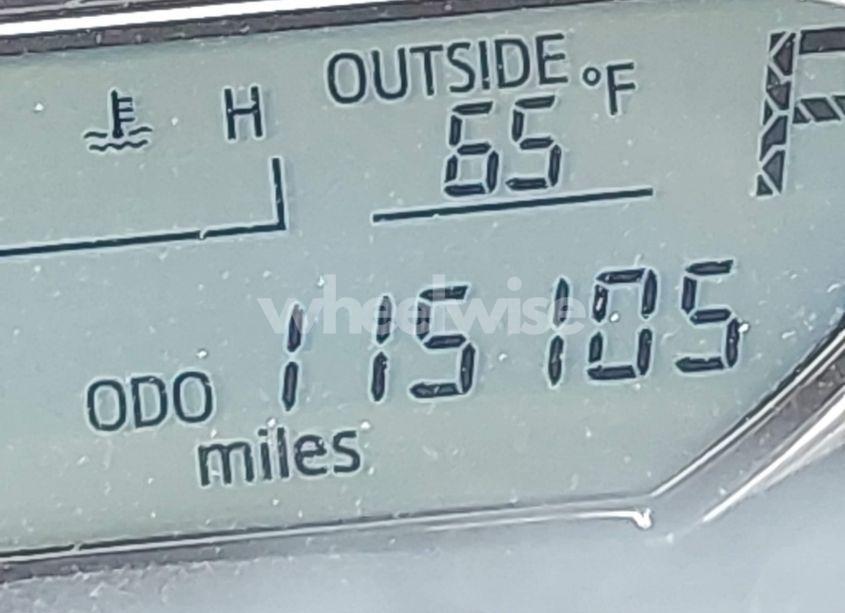 OUTSIDE °F
H
65
F
wheelwise
115105
ODO
miles